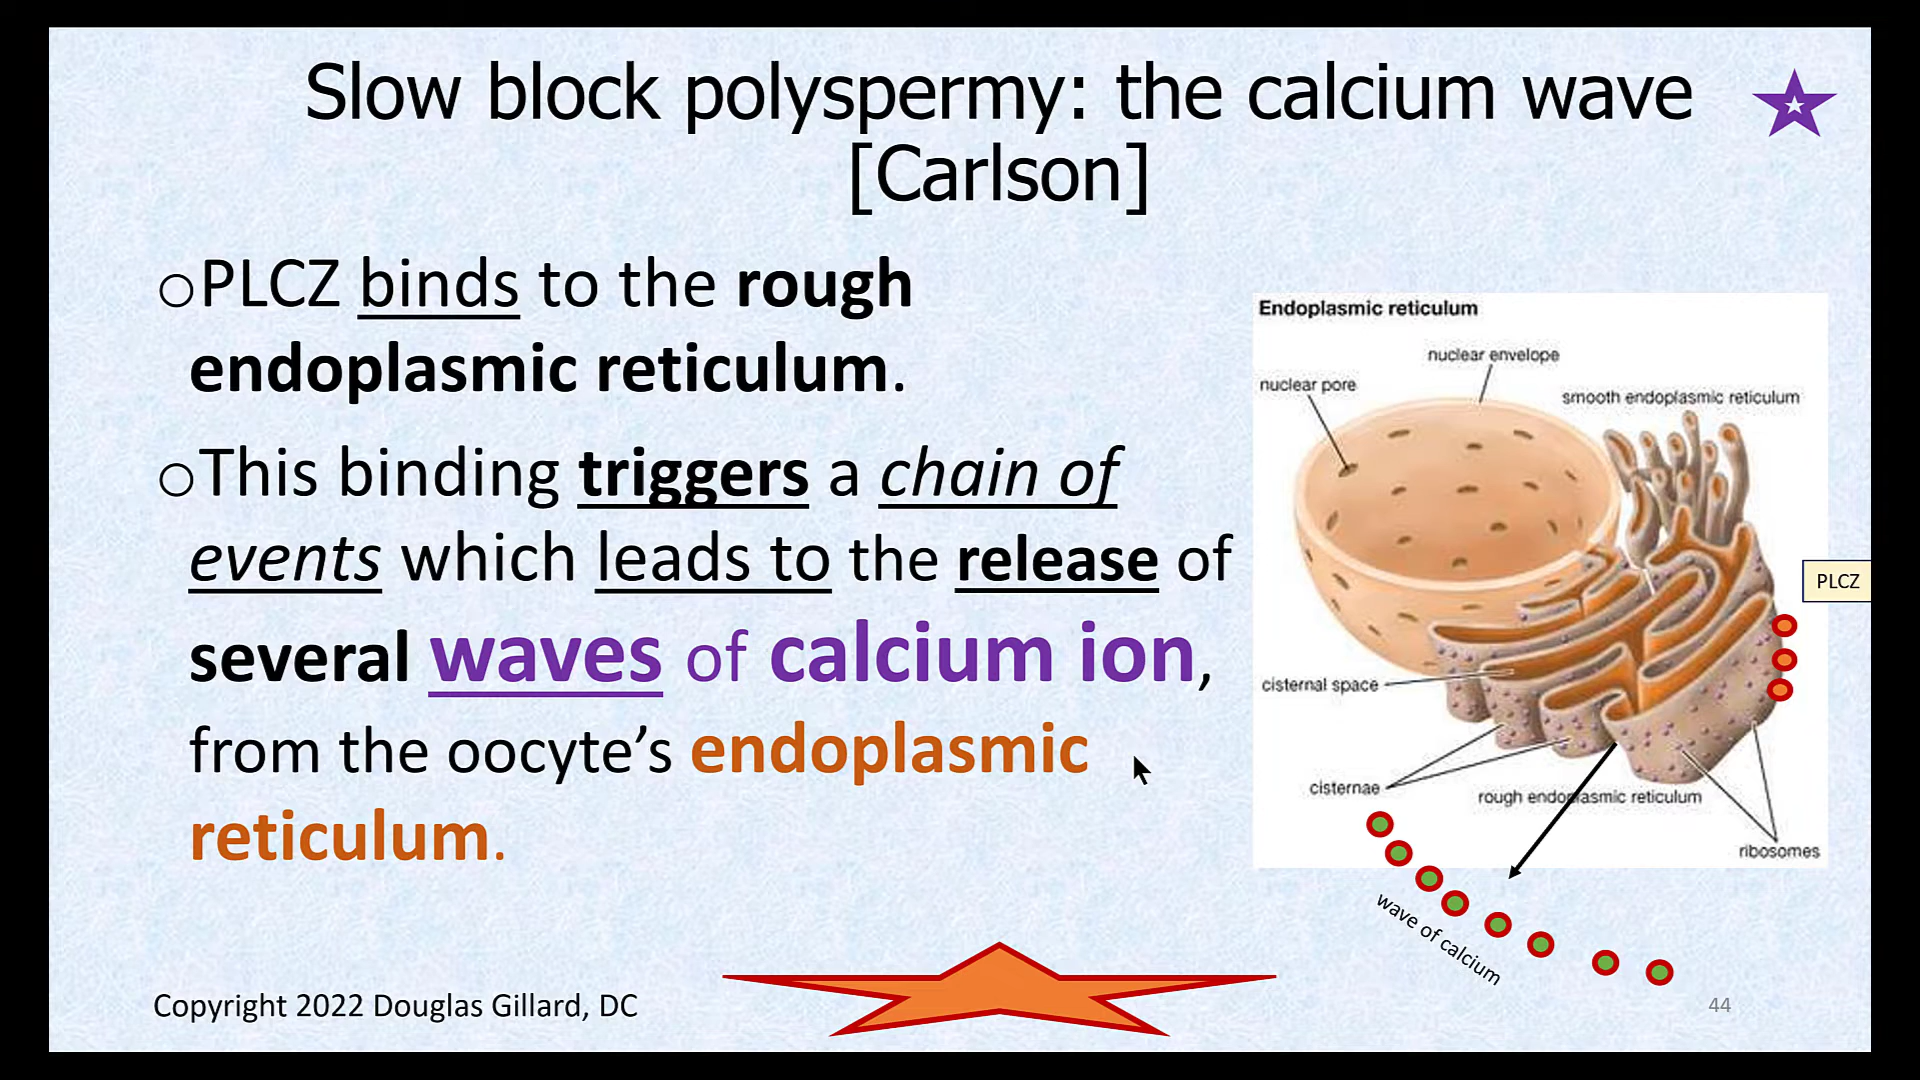 Slow block polyspermy: the calcium wave
[Carlson]
oPLCZ binds to the rough
endoplasmic reticulum.
oThis binding triggers a chain of
events which leads to the release of
several waves of calcium ion,
from the oocyte’s endoplasmic
reticulum.
Endoplasmic reticulum
nuclear envelope
nuclear pore
smooth endoplasmic reticulum
PLCZ
cisternal space
cisternae
rough endoplasmic reticulum
ribosomes
wave of calcium
Copyright 2022 Douglas Gillard, DC
44